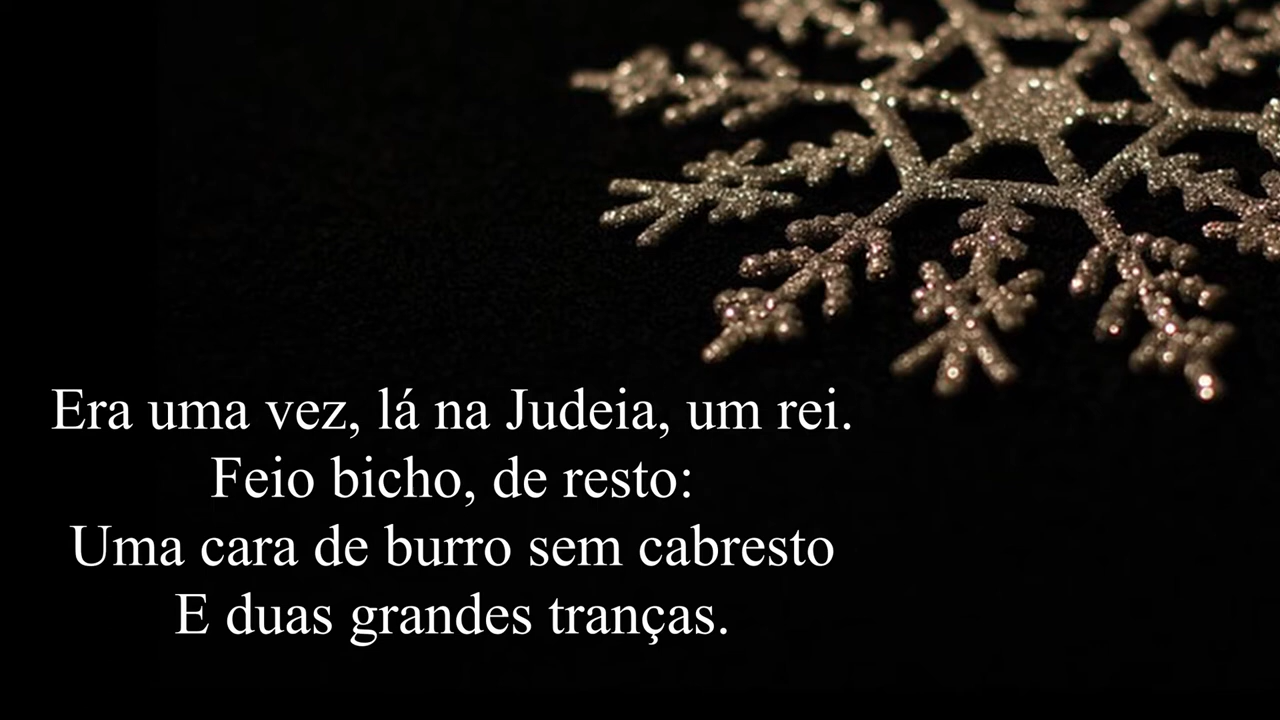 Era uma vez, lá na Judeia, um rei.
Feio bicho, de resto:
Uma cara de burro sem cabresto
E duas grandes tranças.